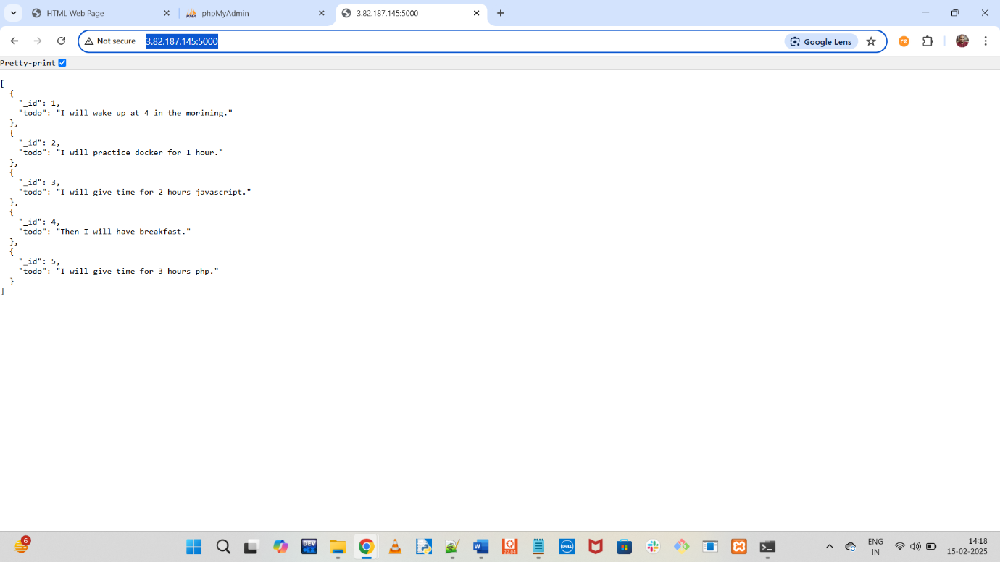 HTML Web Page
phpMyAdmin
3.82.187.145:5000
Not secure
3.82.187.145:5000
Google Lens
re
Pretty-print
[
  {
    "_id": 1,
    "todo": "I will wake up at 4 in the morining."
  },
  {
    "_id": 2,
    "todo": "I will practice docker for 1 hour."
  },
  {
    "_id": 3,
    "todo": "I will give time for 2 hours javascript."
  },
  {
    "_id": 4,
    "todo": "Then I will have breakfast."
  },
  {
    "_id": 5,
    "todo": "I will give time for 3 hours php."
  }
]
6
DEV
W
22.04
DELL
ENG
IN
14:18
15-02-2025